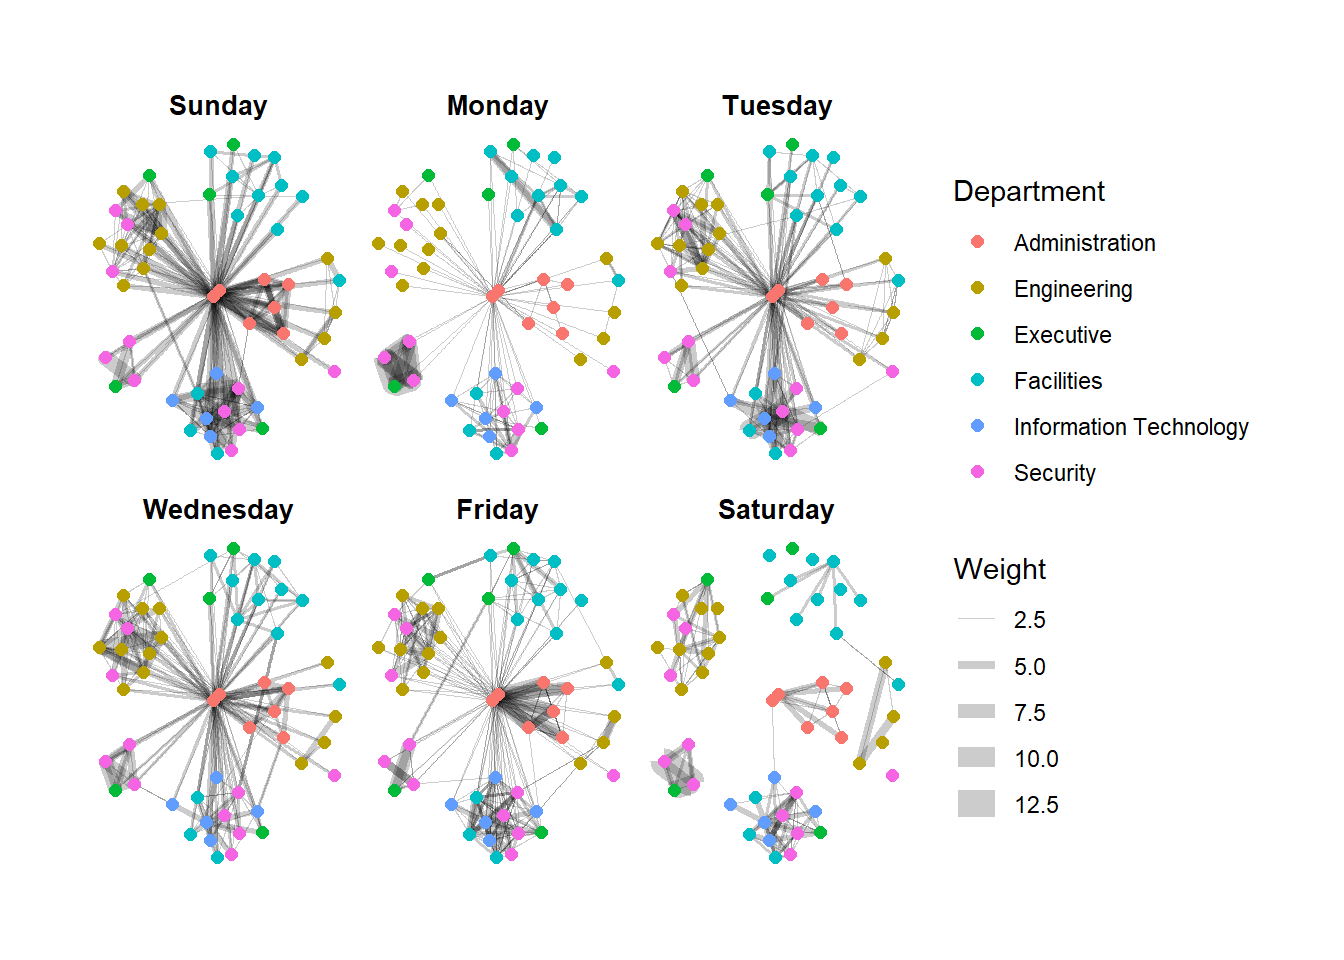 Sunday
Monday
Tuesday
Wednesday
Friday
Saturday
Department
Administration
Engineering
Executive
Facilities
Information Technology
Security
Weight
2.5
5.0
7.5
10.0
12.5